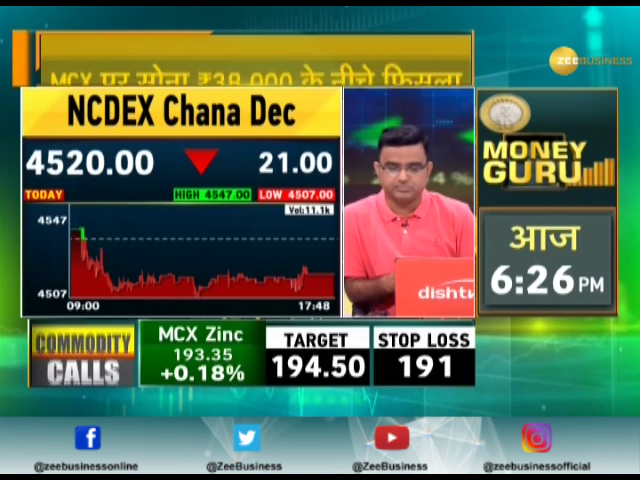 ZEEBUSINESS
MCX पर सोना ₹38,000 के नीचे फिसला
NCDEX Chana Dec
4520.00
21.00
TODAY
HIGH 4547.00
LOW 4507.00
Vol:11.1k
4547
4507
09:00
17:48
disht
MONEY
GURU
आज
6:26 PM
COMMODITY
CALLS
MCX Zinc
193.35
+0.18%
TARGET
194.50
STOP LOSS
191
@zeebusinessonline
@ZeeBusiness
@ZeeBusiness
@zeebusinessofficial